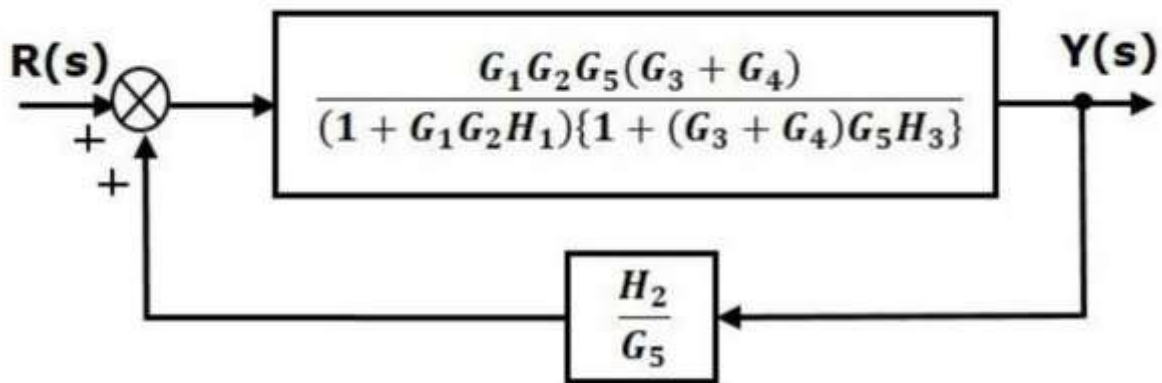 R(s)
+
+
G₁G₂G₅(G₃ + G₄)
(1 + G₁G₂H₁){1 + (G₃ + G₄)G₅H₃}
Y(s)
H₂
G₅